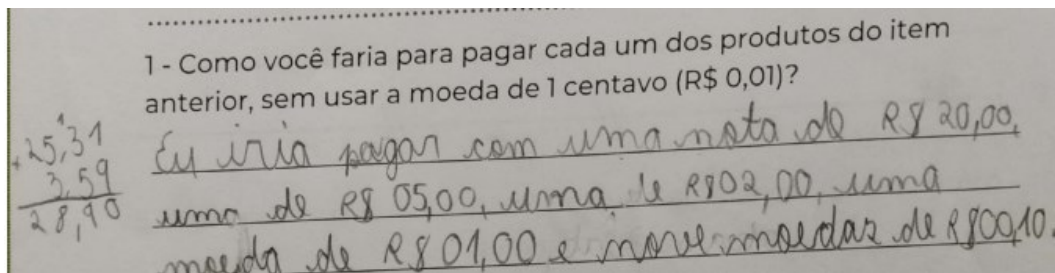 1 - Como você faria para pagar cada um dos produtos do item
anterior, sem usar a moeda de 1 centavo (R$ 0,01)?
25,31
+ 3,59
28,90
Eu iria pagar com uma nota de R$ 20,00,
uma de R$ 05,00, uma de R$02,00, uma
moeda de R$ 01,00 e nove moedas de R$00,10.